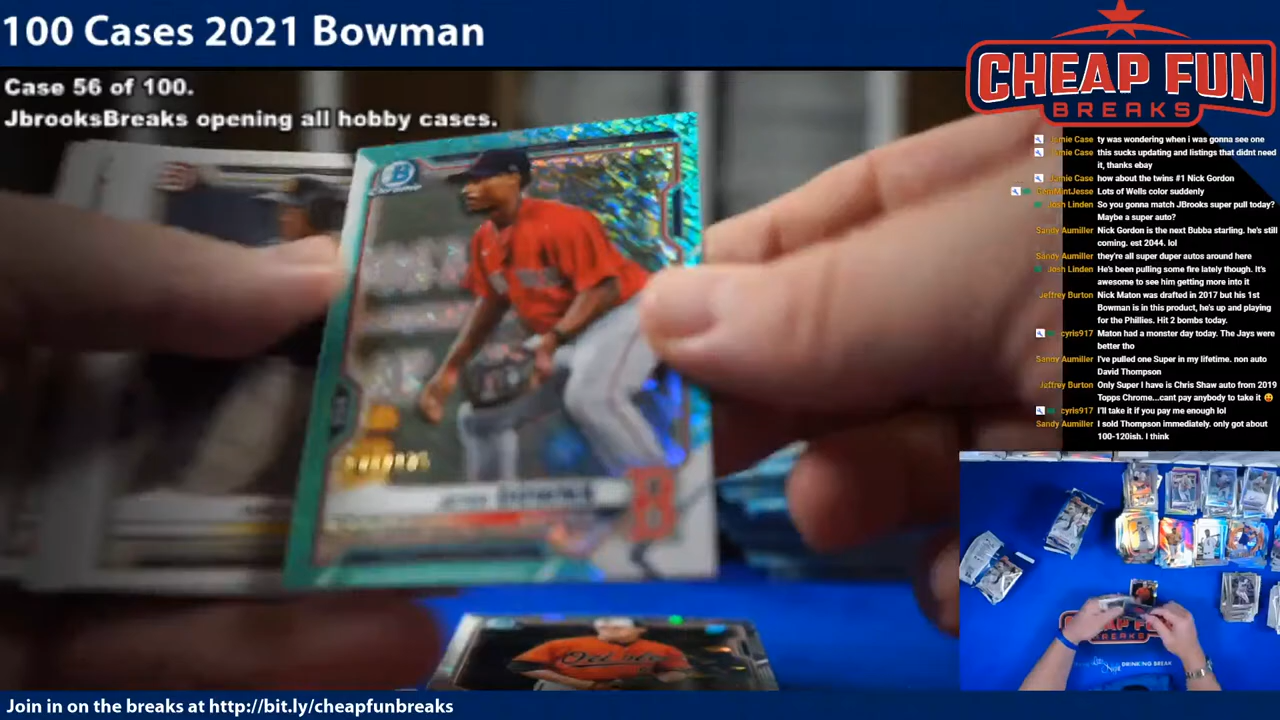 100 Cases 2021 Bowman
Case 56 of 100.
JbrooksBreaks opening all hobby cases.
CHEAP FUN
BREAKS
Jamie Case ty was wondering when i was gonna see one
Jamie Case this sucks updating and listings that didnt need
it, thanks ebay
Jamie Case how about the twins #1 Nick Gordon
GemMintJesse Lots of Wells color suddenly
Josh Linden So you gonna match JBrooks super pull today?
Maybe a super auto?
Sandy Aumiller Nick Gordon is the next Bubba starling. he's still
coming. est 2044. lol
Sandy Aumiller they're all super duper autos around here
Josh Linden He's been pulling some fire lately though. It's
awesome to see him getting more into it
Jeffrey Burton Nick Maton was drafted in 2017 but his 1st
Bowman is in this product, he's up and playing
for the Phillies. Hit 2 bombs today.
cyris917 Maton had a monster day today. The Jays were
better tho
Sandy Aumiller I've pulled one Super in my lifetime. non auto
David Thompson
Jeffrey Burton Only Super I have is Chris Shaw auto from 2019
Topps Chrome...cant pay anybody to take it 😃
cyris917 I'll take it if you pay me enough lol
Sandy Aumiller I sold Thompson immediately. only got about
100-120ish. I think
B
Chrome
B
Orioles
CHEAP FUN
BREAKS
DRINKING BREAK
Join in on the breaks at http://bit.ly/cheapfunbreaks